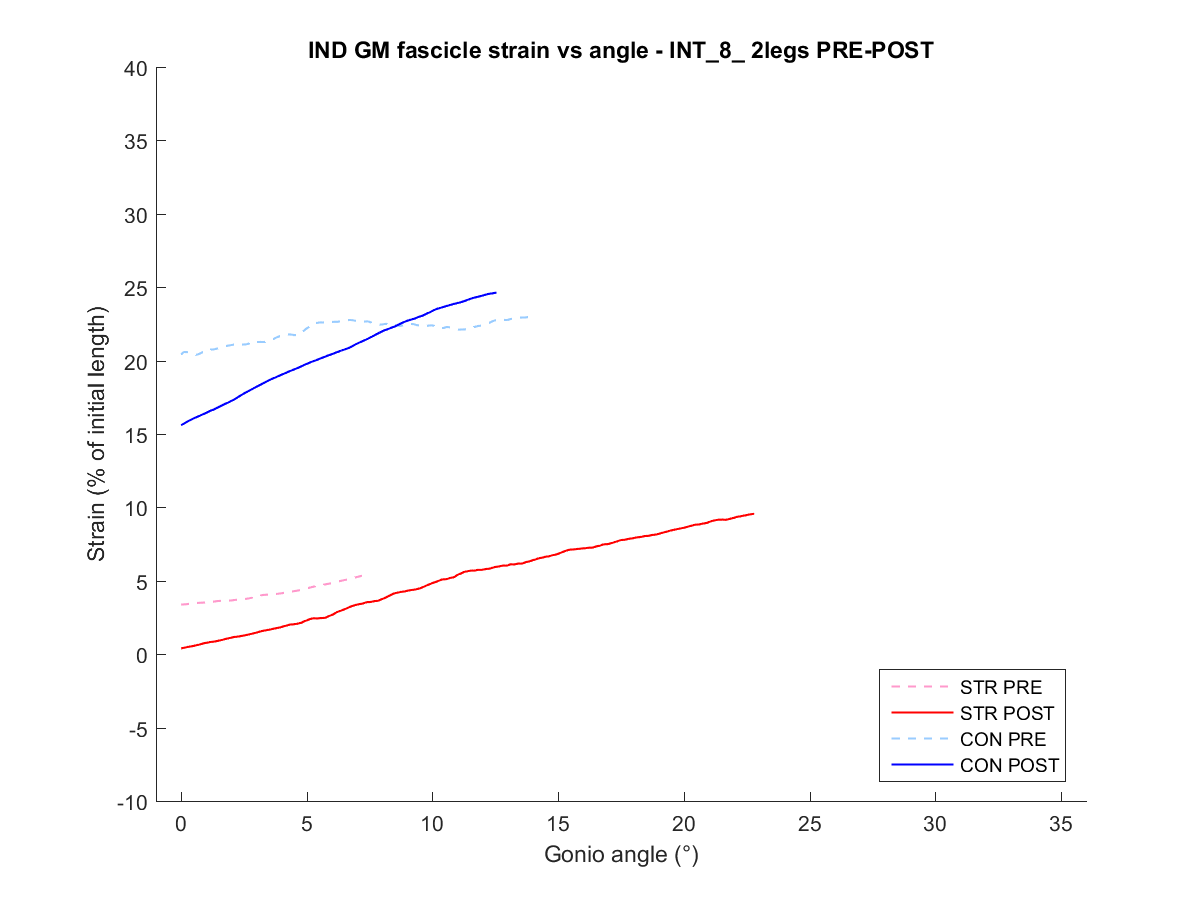 IND GM fascicle strain vs angle - INT_8_ 2legs PRE-POST
40
35
30
25
20
15
10
5
0
-5
-10
Strain (% of initial length)
0 5 10 15 20 25 30 35
Gonio angle (°)
STR PRE
STR POST
CON PRE
CON POST